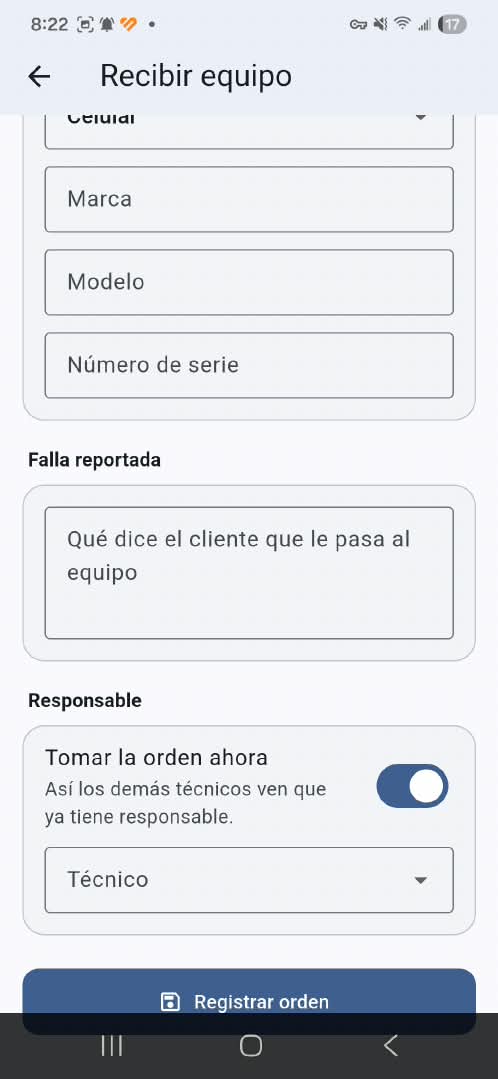 8:22
17
Recibir equipo
Celular
Marca
Modelo
Número de serie
Falla reportada
Qué dice el cliente que le pasa al
equipo
Responsable
Tomar la orden ahora
Así los demás técnicos ven que
ya tiene responsable.
Técnico
Registrar orden